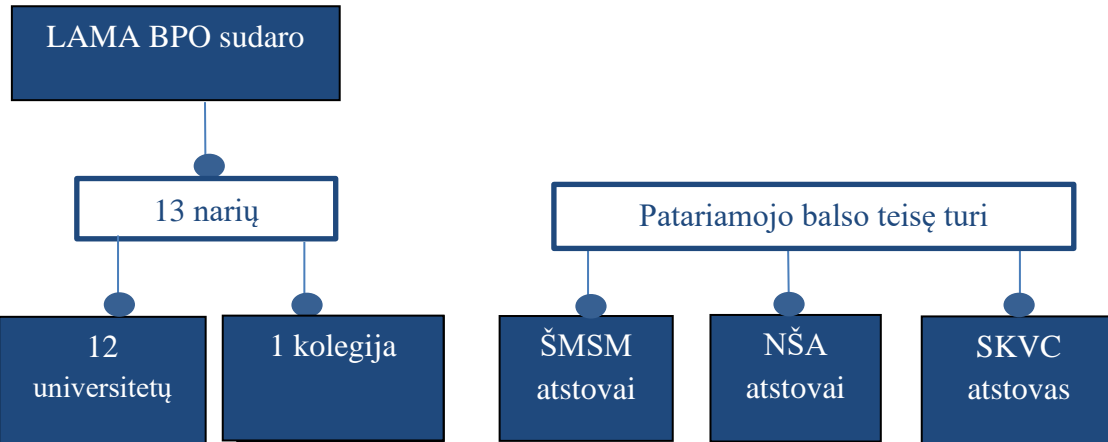 LAMA BPO sudaro
13 narių
Patariamojo balso teisę turi
12
universitetų
1 kolegija
ŠMSM
atstovai
NŠA
atstovai
SKVC
atstovas